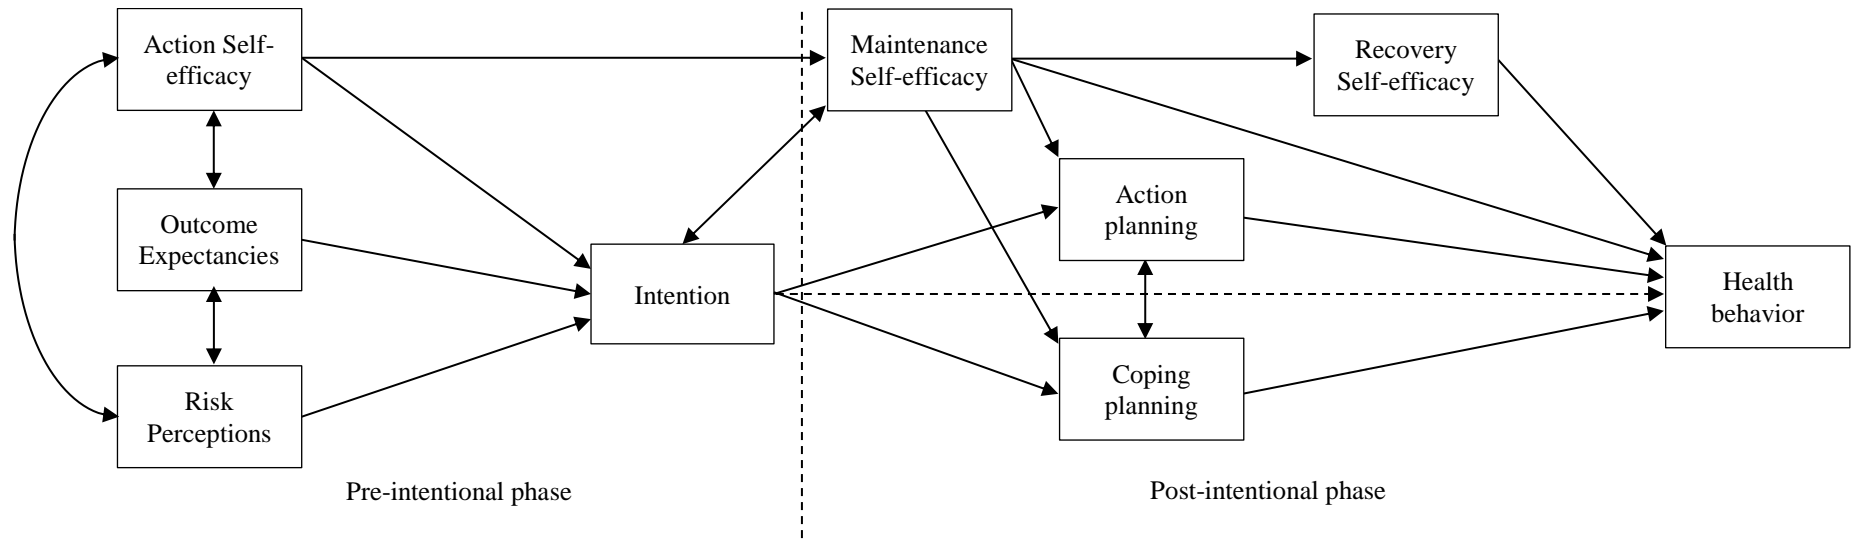 Action Self-
efficacy
Maintenance
Self-efficacy
Recovery
Self-efficacy
Outcome
Expectancies
Action
planning
Intention
Health
behavior
Risk
Perceptions
Coping
planning
Pre-intentional phase
Post-intentional phase